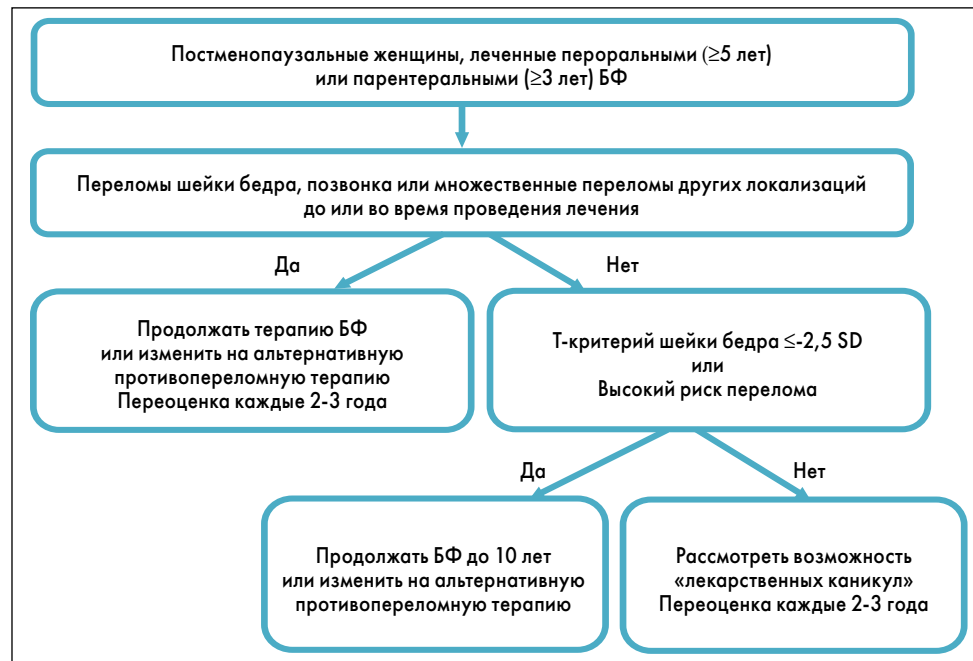 Постменопаузальные женщины, леченные пероральными (≥5 лет)
или парентеральными (≥3 лет) БФ
Переломы шейки бедра, позвонка или множественные переломы других локализаций
до или во время проведения лечения
Да
Нет
Продолжать терапию БФ
или изменить на альтернативную
противопереломную терапию
Переоценка каждые 2-3 года
Т-критерий шейки бедра ≤-2,5 SD
или
Высокий риск перелома
Да
Нет
Продолжать БФ до 10 лет
или изменить на альтернативную
противопереломную терапию
Рассмотреть возможность
«лекарственных каникул»
Переоценка каждые 2-3 года